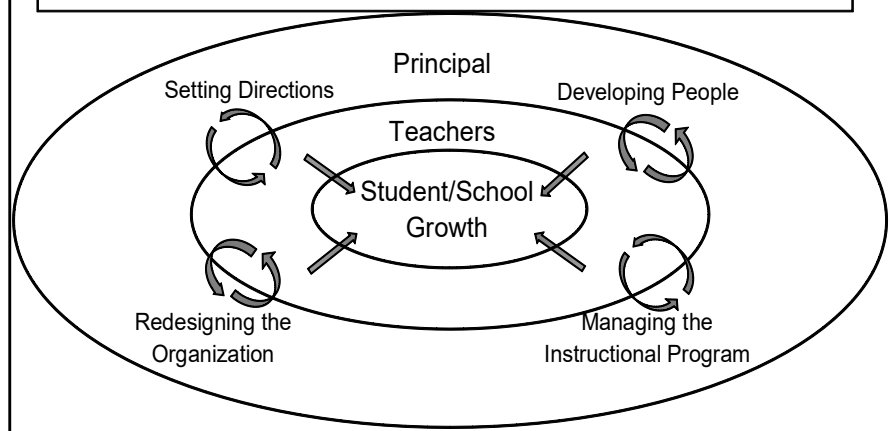 Principal
Setting Directions
Developing People
Teachers
Student/School
Growth
Redesigning the
Organization
Managing the
Instructional Program